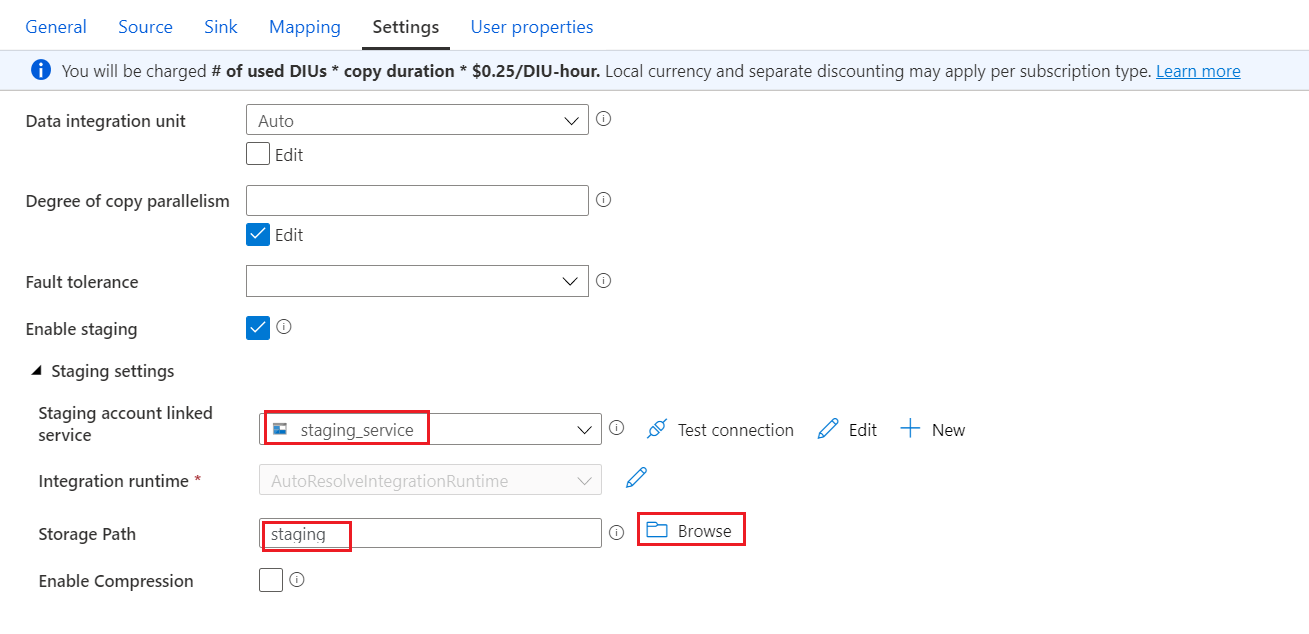 General Source Sink Mapping Settings User properties
You will be charged # of used DIUs * copy duration * $0.25/DIU-hour. Local currency and separate discounting may apply per subscription type. Learn more
Data integration unit Auto
Edit
Degree of copy parallelism
Edit
Fault tolerance
Enable staging
Staging settings
Staging account linked
service
staging_service Test connection Edit New
Integration runtime * AutoResolveIntegrationRuntime
Storage Path staging Browse
Enable Compression